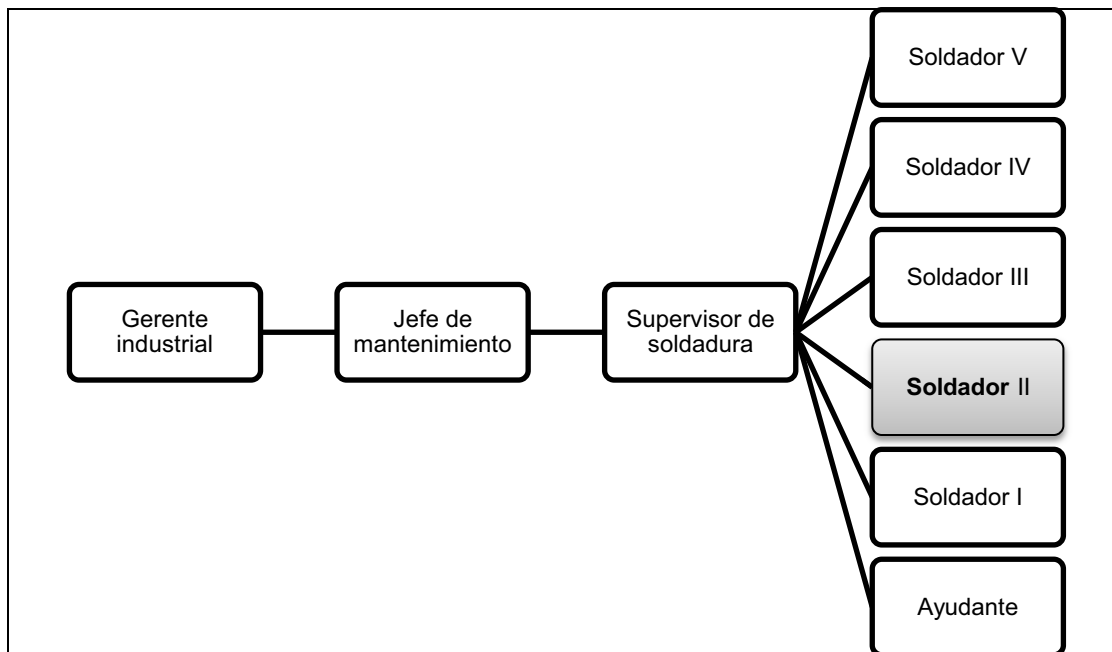 Gerente
industrial
Jefe de
mantenimiento
Supervisor de
soldadura
Soldador V
Soldador IV
Soldador III
Soldador II
Soldador I
Ayudante